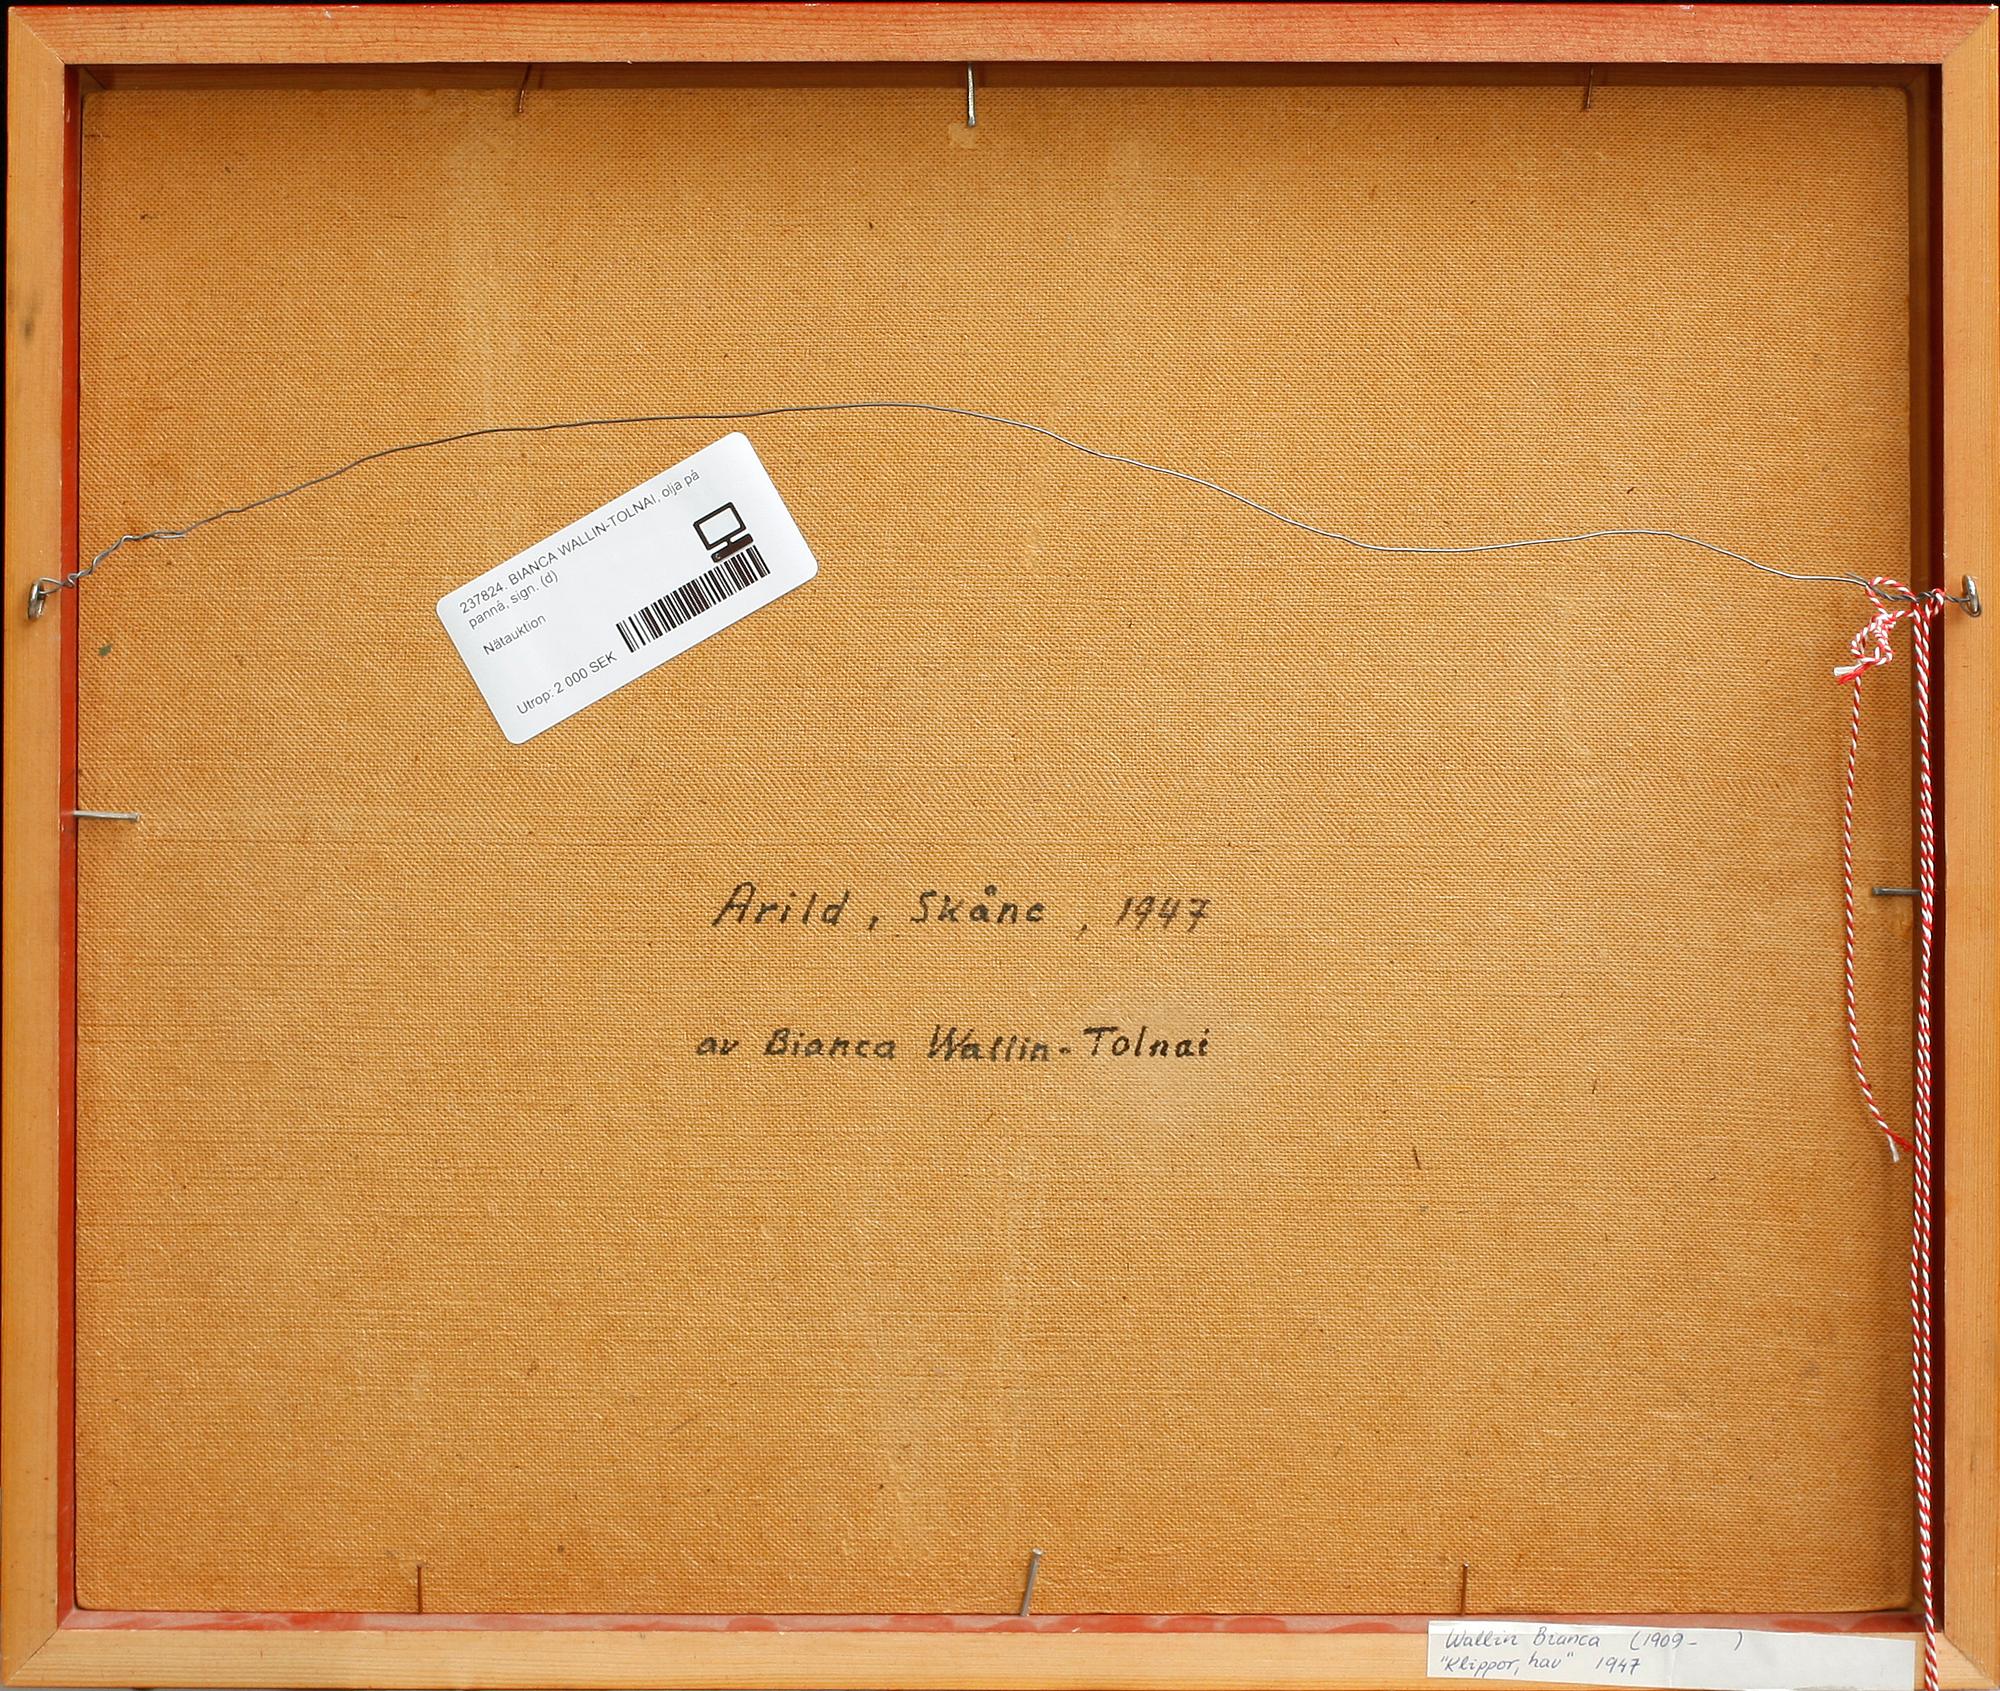 237824. BIANCA WALLIN-TOLNAI, olja på
pannå, sign. (d)
Nätauktion
Utrop: 2 000 SEK
Arild, Skåne, 1947
av Bianca Wallin-Tolnai
Wallin Bianca (1909- )
"Klippor, hav" 1947